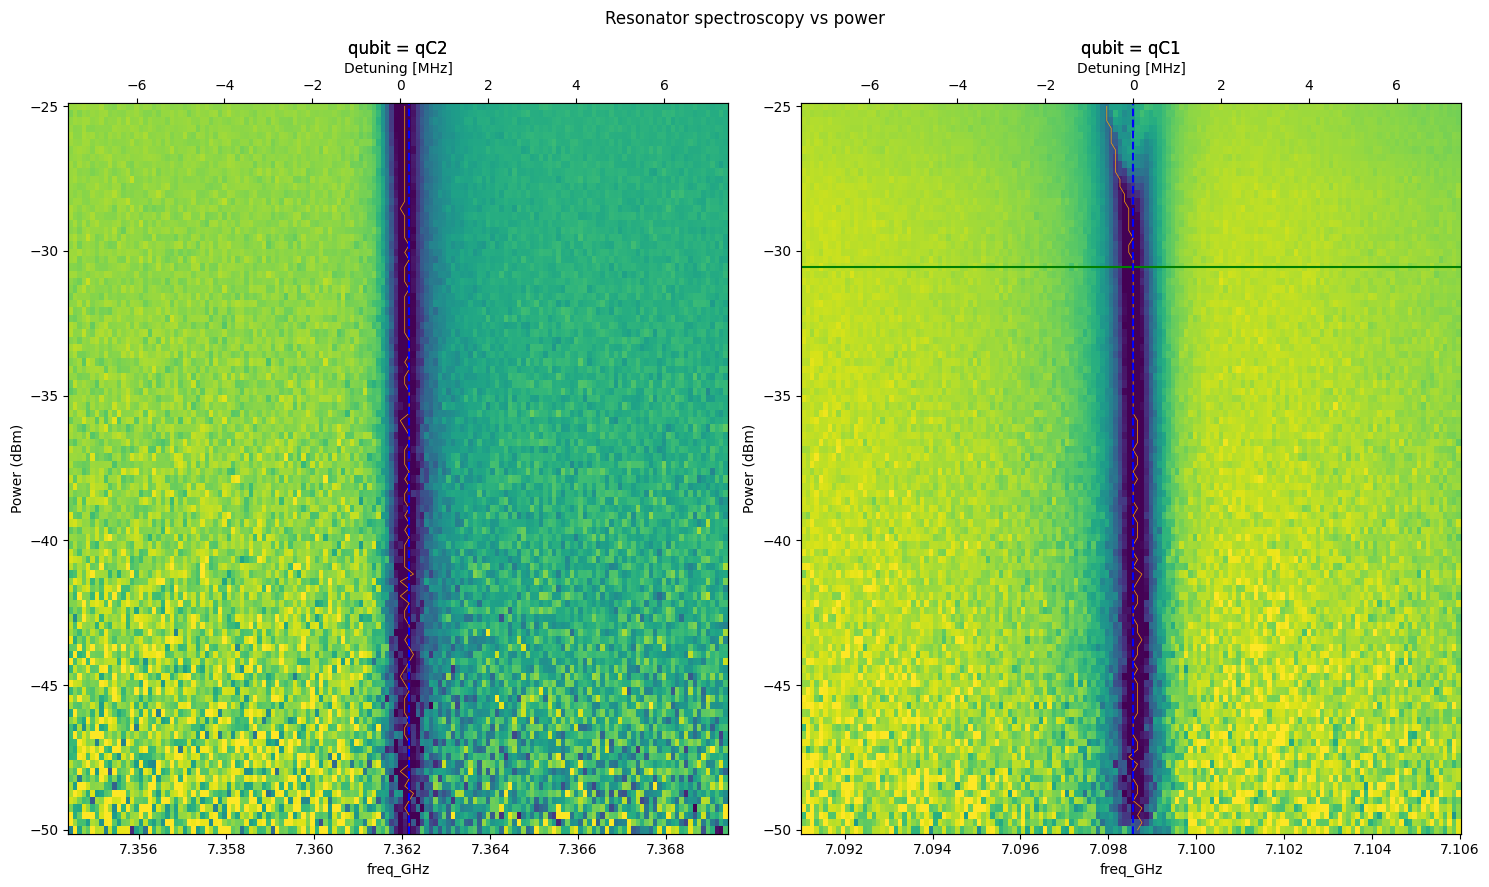 Resonator spectroscopy vs power
qubit = qC2
Detuning [MHz]
−6 −4 −2 0 2 4 6
−25
−30
−35
−40
−45
−50
Power (dBm)
7.356 7.358 7.360 7.362 7.364 7.366 7.368
freq_GHz
qubit = qC1
Detuning [MHz]
−6 −4 −2 0 2 4 6
−25
−30
−35
−40
−45
−50
Power (dBm)
7.092 7.094 7.096 7.098 7.100 7.102 7.104 7.106
freq_GHz